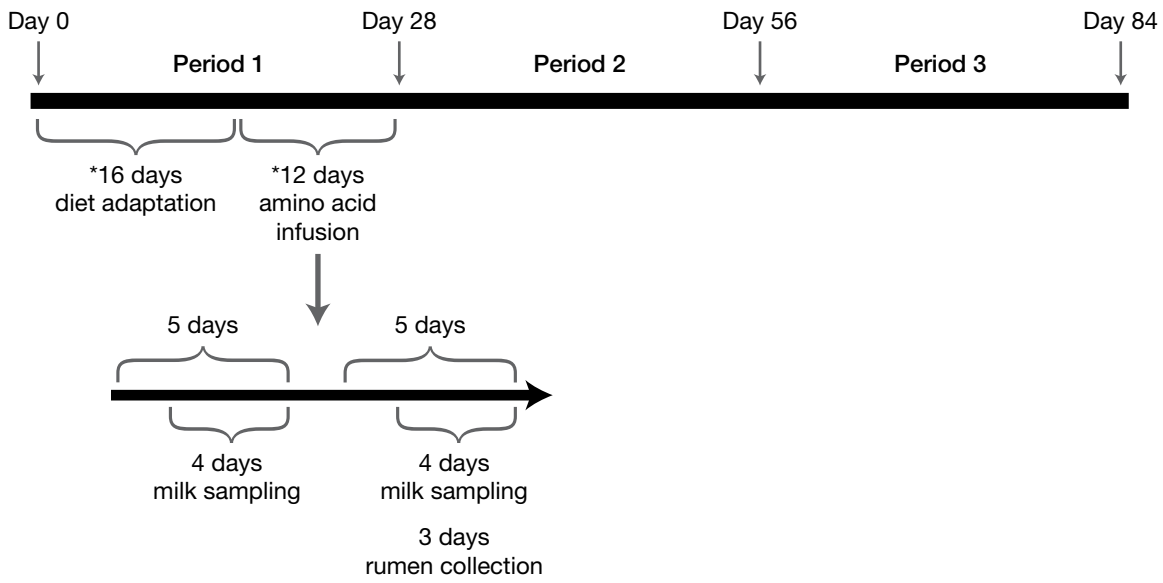 Day 0
Day 28
Day 56
Day 84
Period 1
Period 2
Period 3
*16 days
diet adaptation
*12 days
amino acid
infusion
5 days
5 days
4 days
milk sampling
4 days
milk sampling
3 days
rumen collection